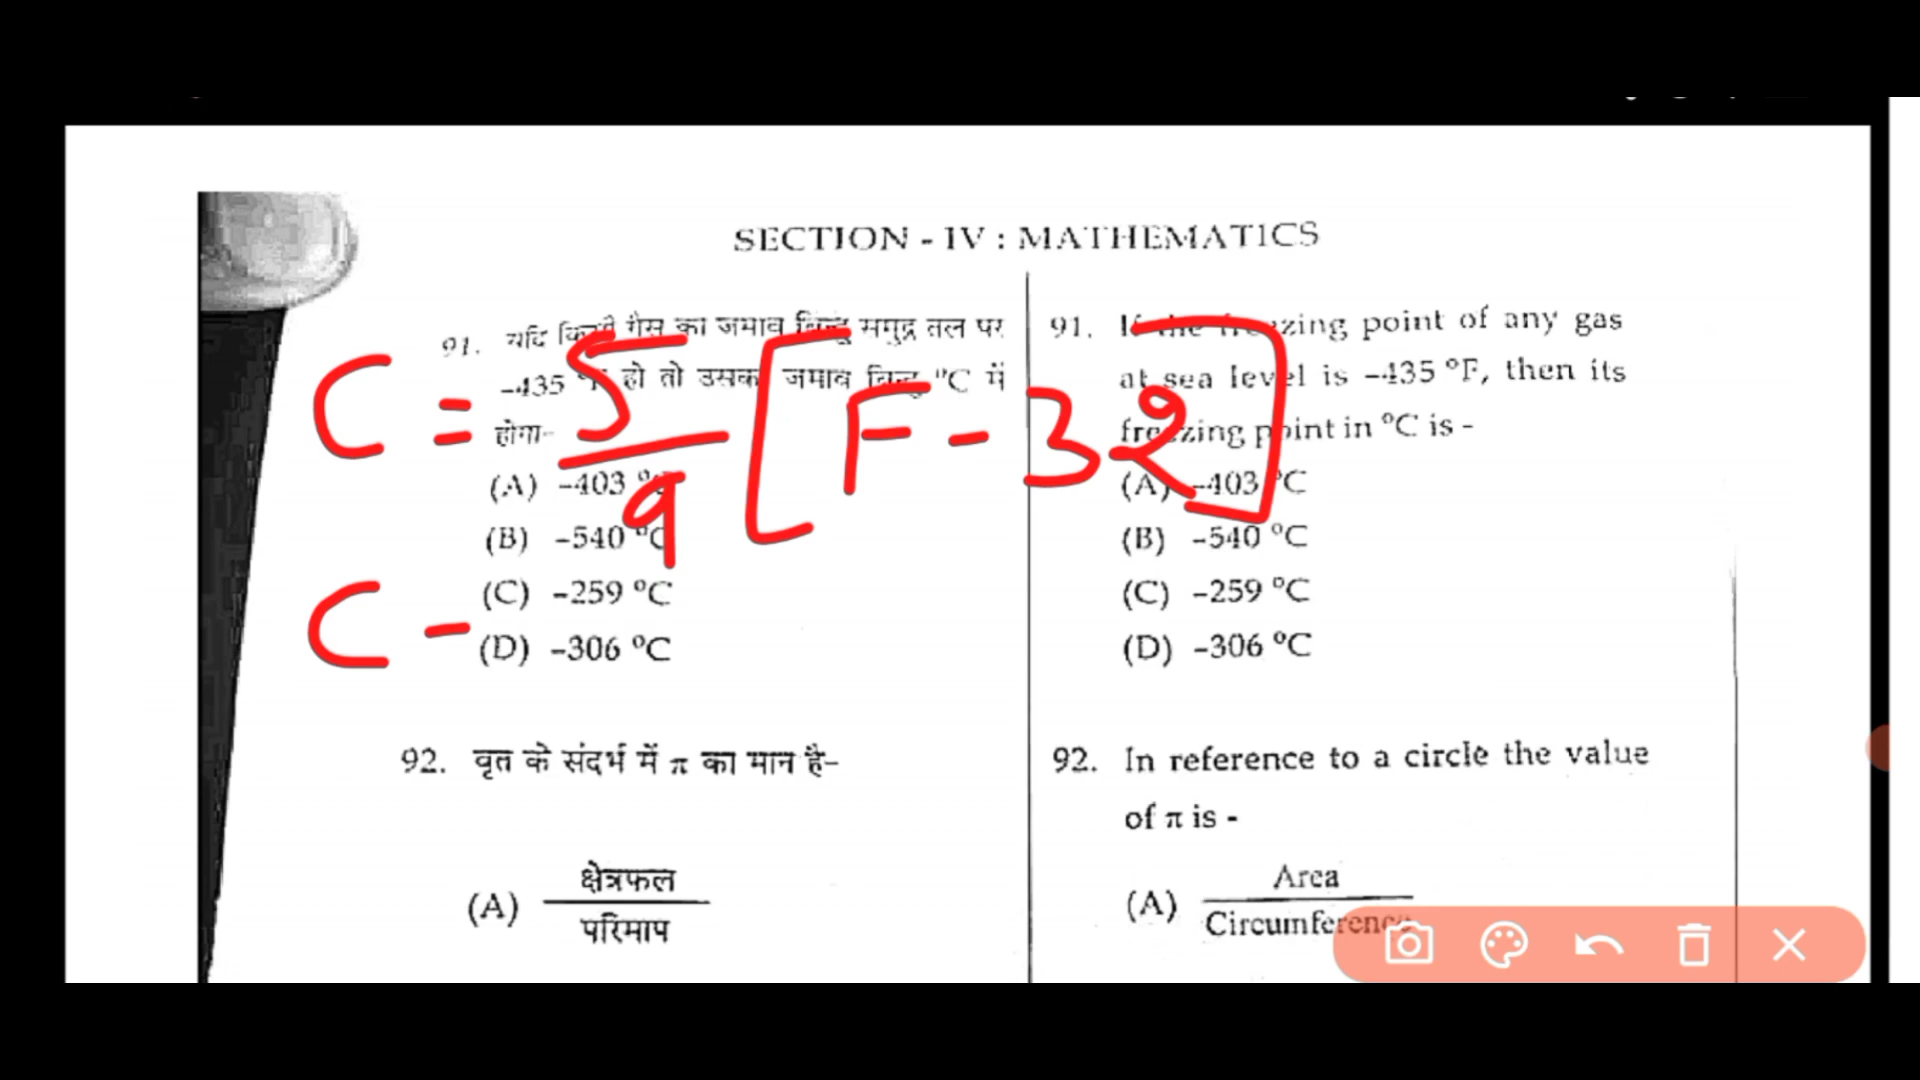 SECTION - IV : MATHEMATICS
91. यदि गैस का जमाव बिन्दु समुद्र तल पर
-435 हो तो उसका जमाव बिन्दु °C में
होगा-
(A) -403
(B) -540 °C
(C) -259 °C
(D) -306 °C
92. वृत के संदर्भ में π का मान है-
(A) क्षेत्रफल
परिमाप
91. If the freezing point of any gas
at sea level is -435 °F, then its
freezing point in °C is -
(A) -403 °C
(B) -540 °C
(C) -259 °C
(D) -306 °C
92. In reference to a circle the value
of π is -
(A) Area
Circumference
C = 5/9 [F - 32]
C -